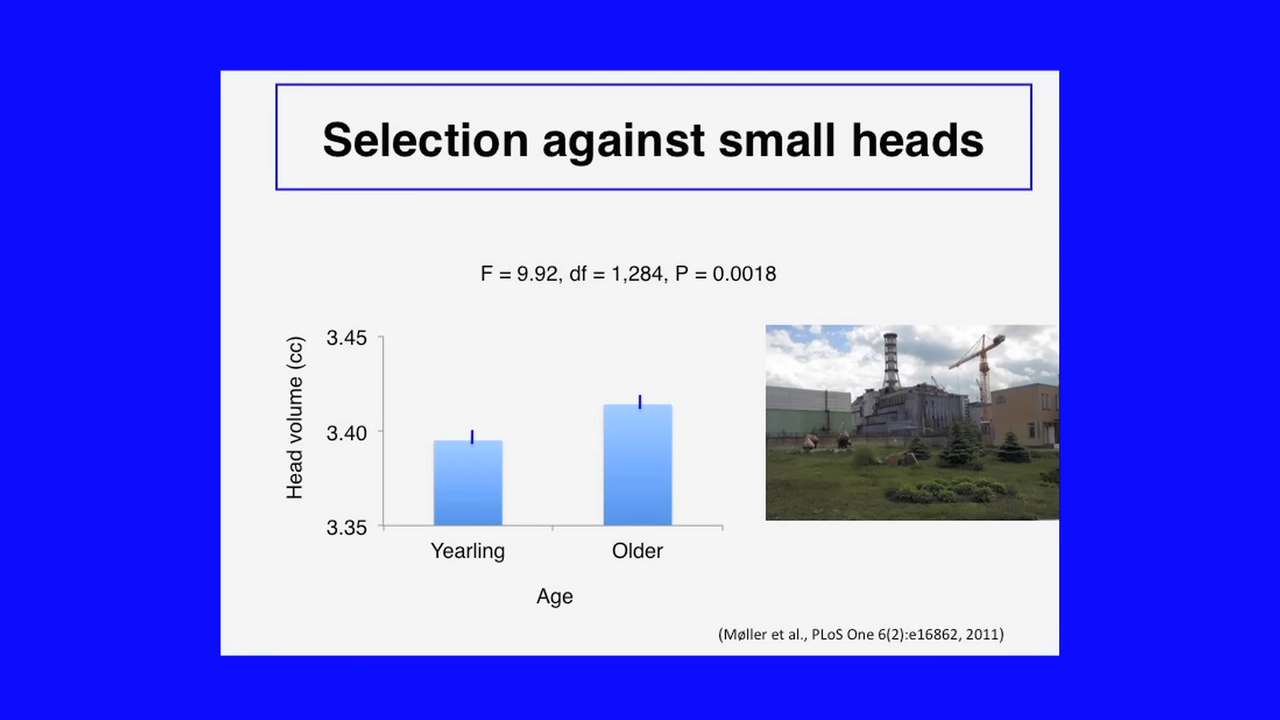 Selection against small heads
F = 9.92, df = 1,284, P = 0.0018
Head volume (cc)
3.45
3.40
3.35
Yearling
Older
Age
(Møller et al., PLoS One 6(2):e16862, 2011)